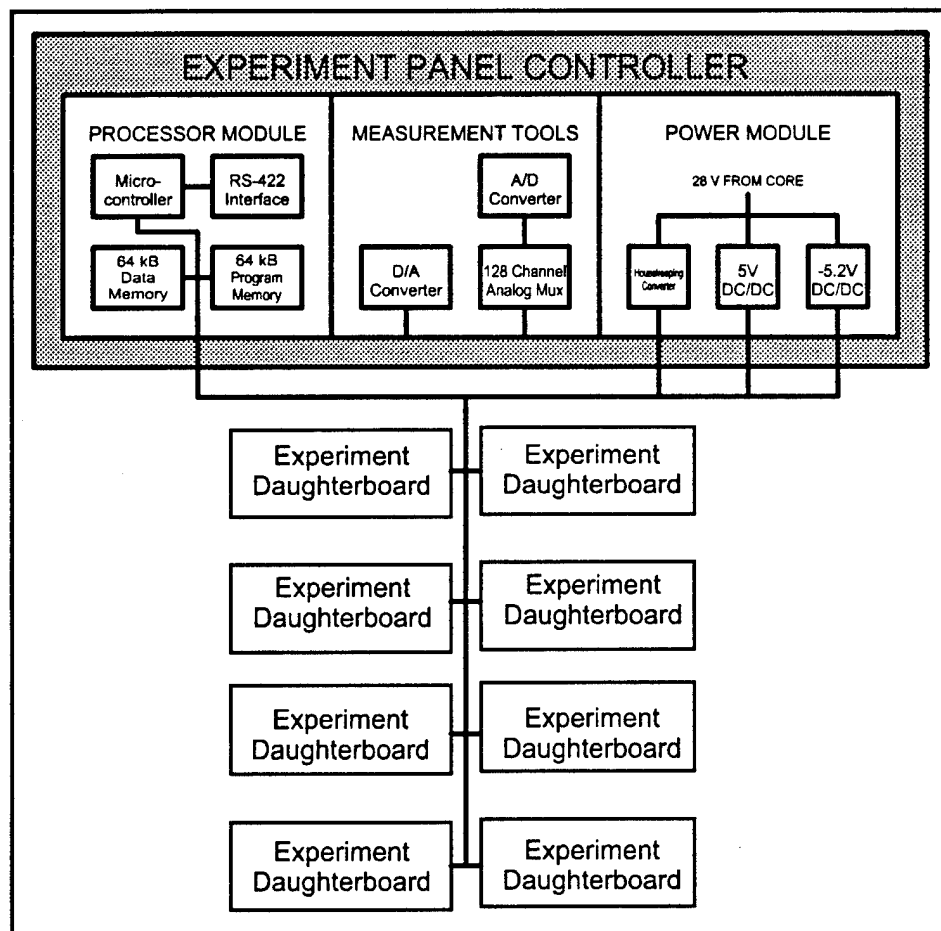 EXPERIMENT PANEL CONTROLLER
PROCESSOR MODULE
Micro-
controller
RS-422
Interface
64 kB
Data
Memory
64 kB
Program
Memory
MEASUREMENT TOOLS
A/D
Converter
D/A
Converter
128 Channel
Analog Mux
POWER MODULE
28 V FROM CORE
Housekeeping
Converter
5V
DC/DC
-5.2V
DC/DC
Experiment
Daughterboard
Experiment
Daughterboard
Experiment
Daughterboard
Experiment
Daughterboard
Experiment
Daughterboard
Experiment
Daughterboard
Experiment
Daughterboard
Experiment
Daughterboard